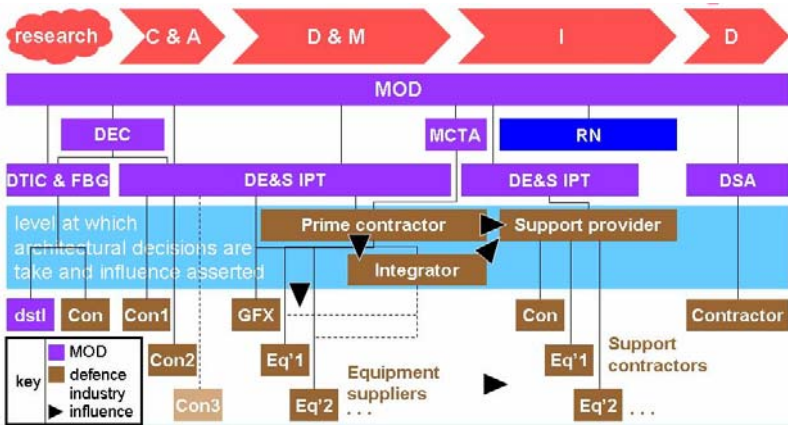 research
C & A
D & M
I
D
MOD
DEC
MCTA
RN
DTIC & FBG
DE&S IPT
DE&S IPT
DSA
level at which
architectural decisions are
take and influence asserted
Prime contractor
Support provider
Integrator
dstl
Con
Con1
GFX
Con
Contractor
Con2
Eq'1
Eq'1
Support
contractors
Con3
Eq'2
Equipment
suppliers
. . .
Eq'2
. . .
key
MOD
defence
industry
influence